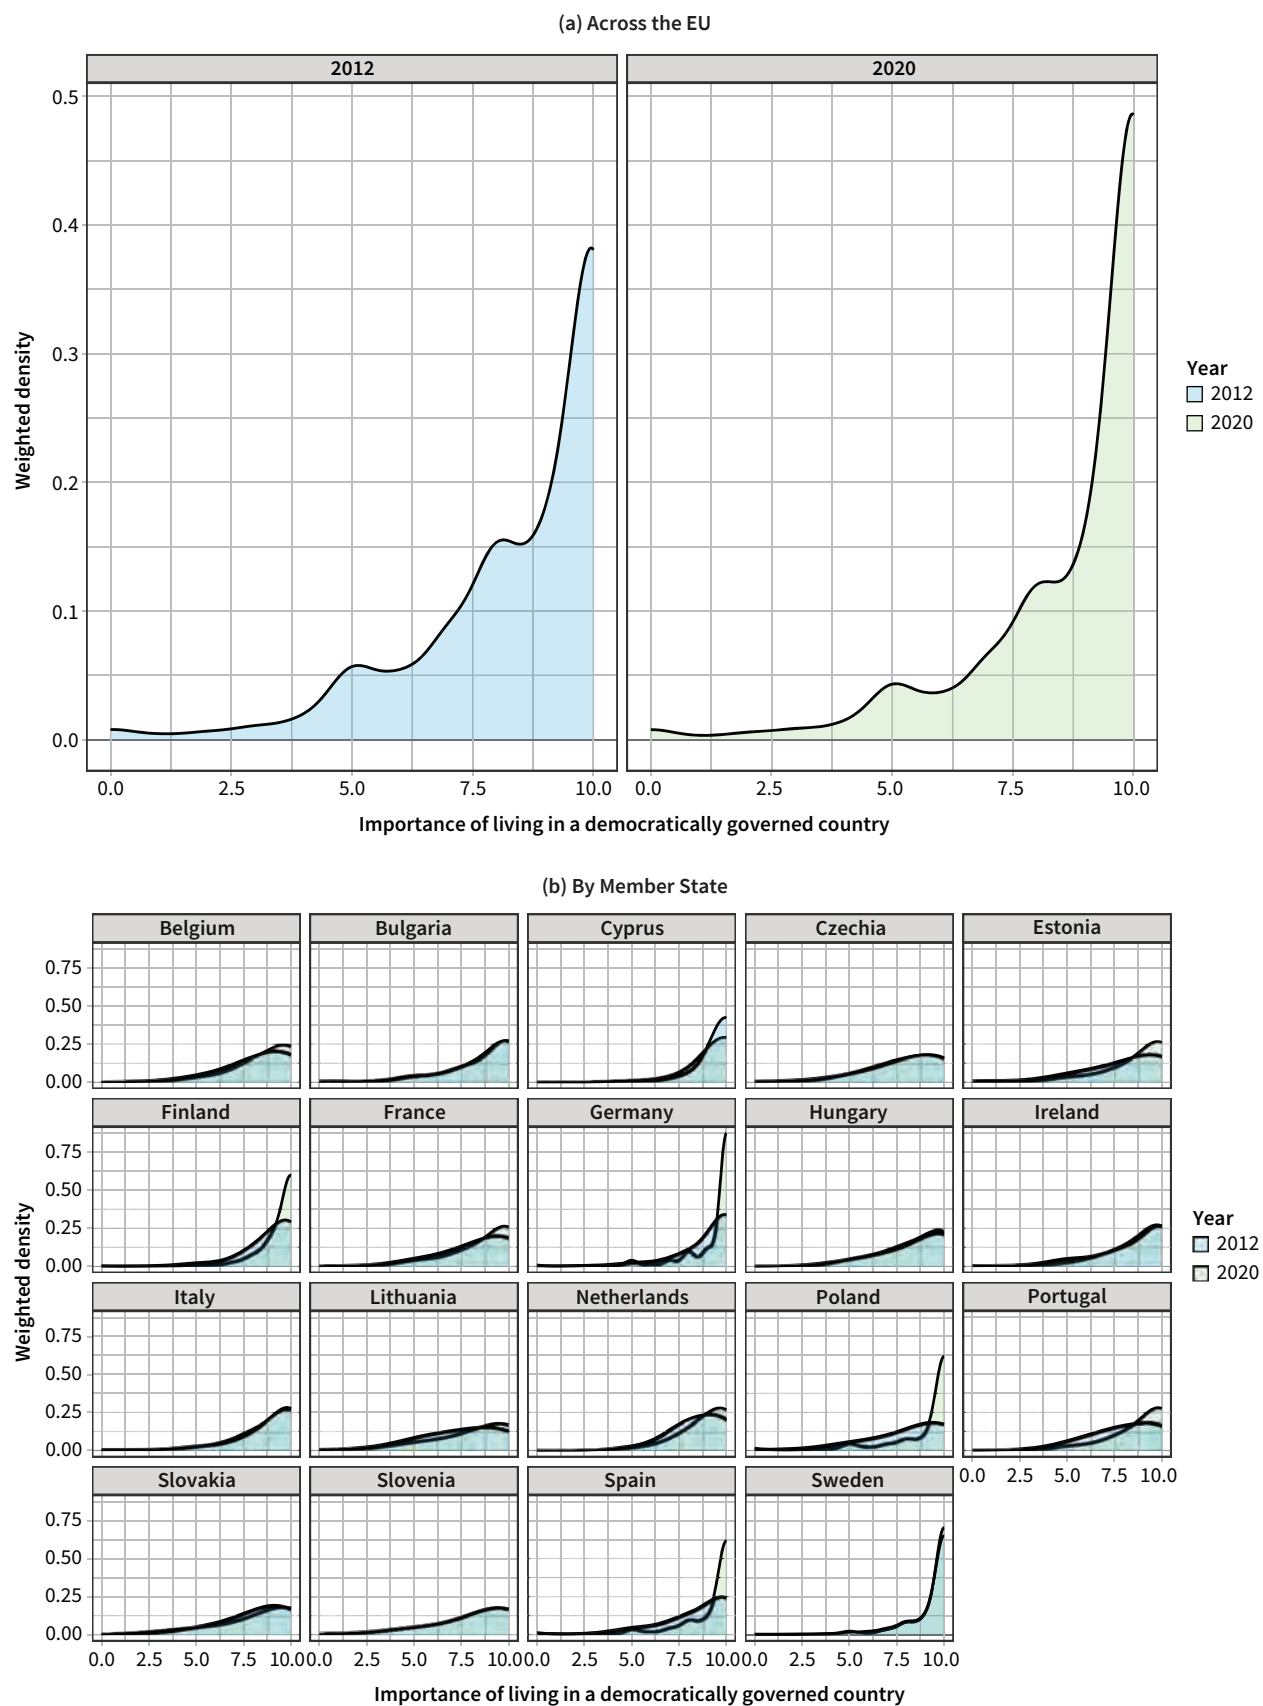 (a) Across the EU
2012 2020
0.5
0.4
0.3
0.2
0.1
0.0
Weighted density
0.0 2.5 5.0 7.5 10.0 0.0 2.5 5.0 7.5 10.0
Importance of living in a democratically governed country
Year
2012
2020
(b) By Member State
Belgium Bulgaria Cyprus Czechia Estonia
0.75
0.50
0.25
0.00
Finland France Germany Hungary Ireland
0.75
0.50
0.25
0.00
Weighted density
Year
2012
2020
Italy Lithuania Netherlands Poland Portugal
0.75
0.50
0.25
0.00
0.0 2.5 5.0 7.5 10.0
Slovakia Slovenia Spain Sweden
0.75
0.50
0.25
0.00
0.0 2.5 5.0 7.5 10.0 0.0 2.5 5.0 7.5 10.0 0.0 2.5 5.0 7.5 10.0 0.0 2.5 5.0 7.5 10.0
Importance of living in a democratically governed country